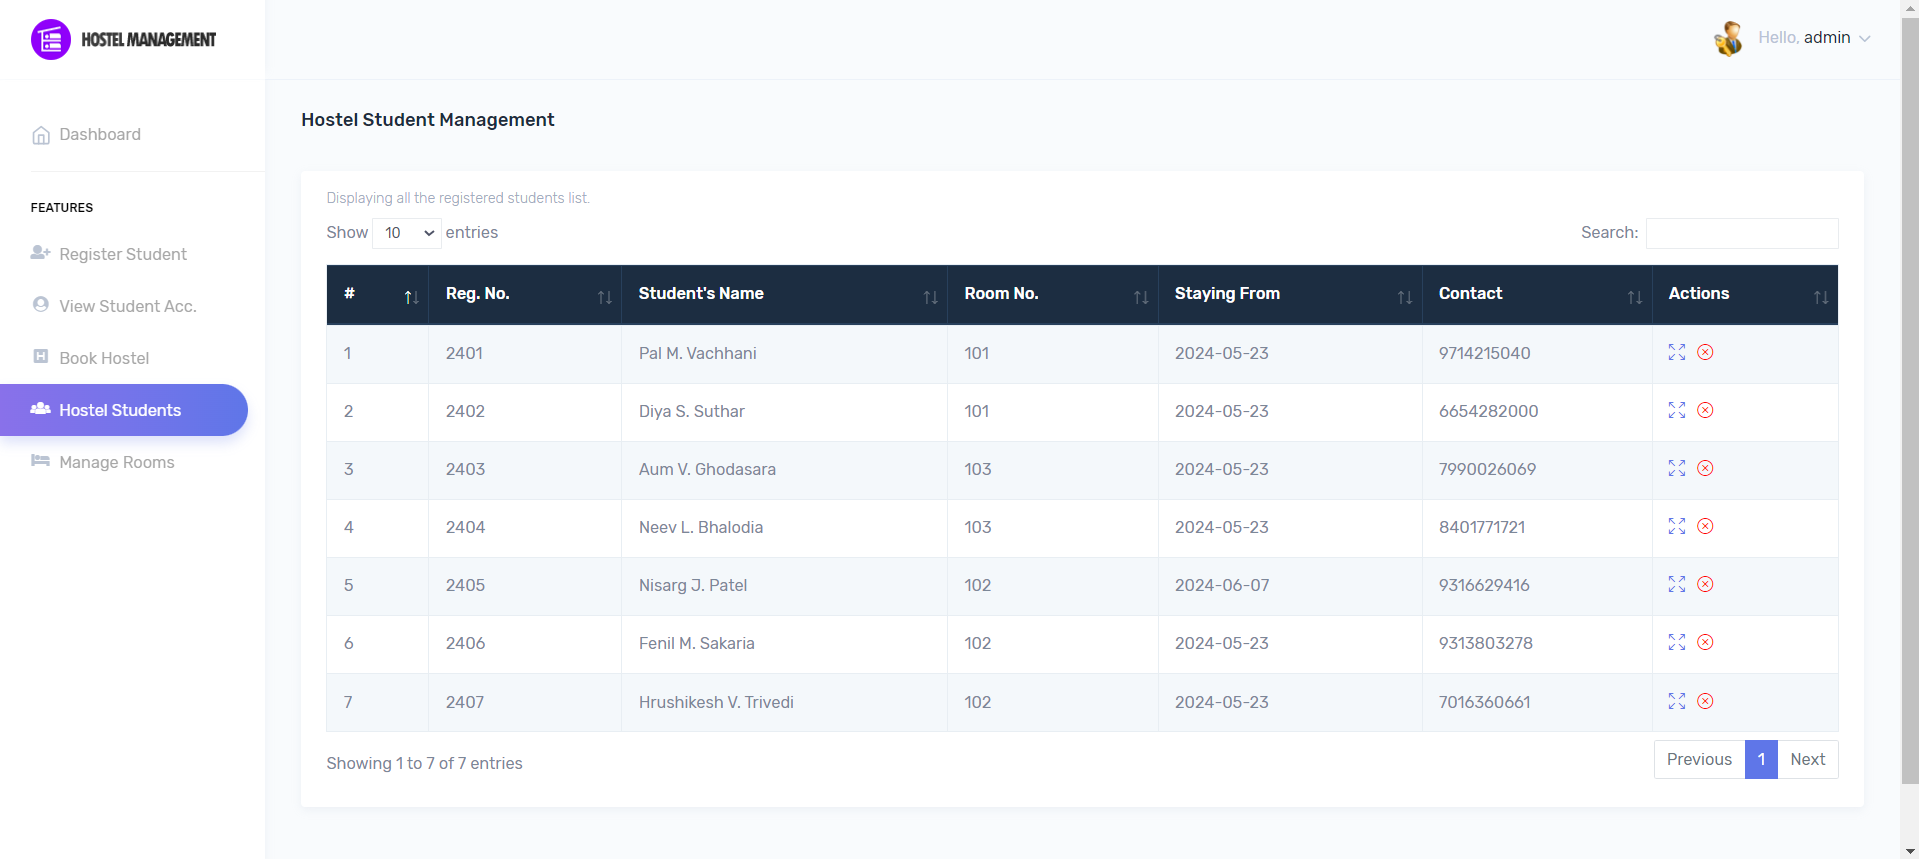 HOSTEL MANAGEMENT
Hello, admin
Dashboard
FEATURES
Register Student
View Student Acc.
Book Hostel
Hostel Students
Manage Rooms
Hostel Student Management
Displaying all the registered students list.
Show 10 entries Search:
# Reg. No. Student's Name Room No. Staying From Contact Actions
1 2401 Pal M. Vachhani 101 2024-05-23 9714215040
2 2402 Diya S. Suthar 101 2024-05-23 6654282000
3 2403 Aum V. Ghodasara 103 2024-05-23 7990026069
4 2404 Neev L. Bhalodia 103 2024-05-23 8401771721
5 2405 Nisarg J. Patel 102 2024-06-07 9316629416
6 2406 Fenil M. Sakaria 102 2024-05-23 9313803278
7 2407 Hrushikesh V. Trivedi 102 2024-05-23 7016360661
Showing 1 to 7 of 7 entries Previous 1 Next